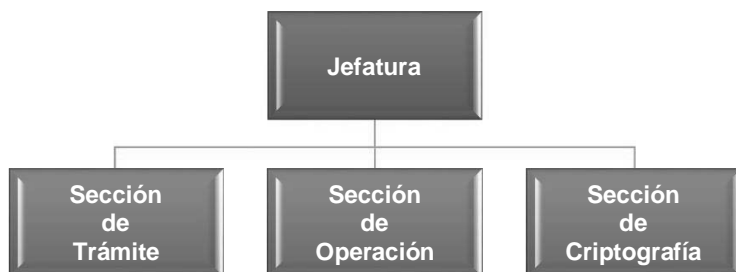 Jefatura
Sección
de
Trámite
Sección
de
Operación
Sección
de
Criptografía